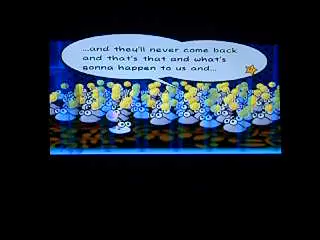 ...and they'll never come back
and that's that and what's
gonna happen to us and...